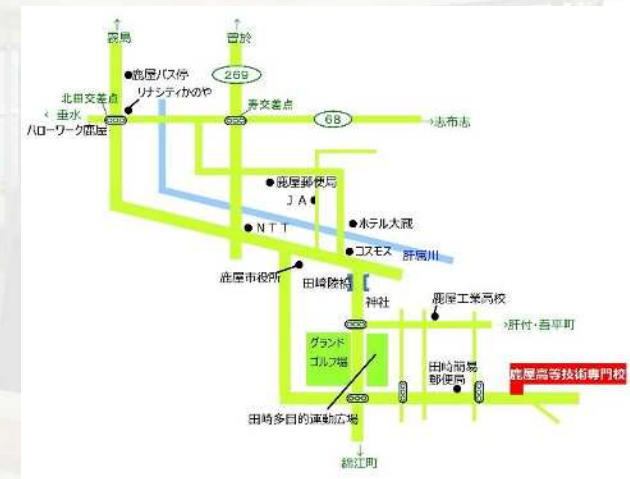 ↑
霧島
↑
曽於
●鹿屋バス停
269
北田交差点
リナシティかのや
寿交差点
< 垂水
68
→志布志
ハローワーク鹿屋
●鹿屋郵便局
JA●
●ホテル大蔵
●NTT
●コスモス
肝属川
鹿屋市役所
田崎陸橋
神社
鹿屋工業高校
→肝付・吾平町
グランド
ゴルフ場
田崎簡易
郵便局
鹿屋高等技術専門校
田崎多目的運動広場
↓
錦江町